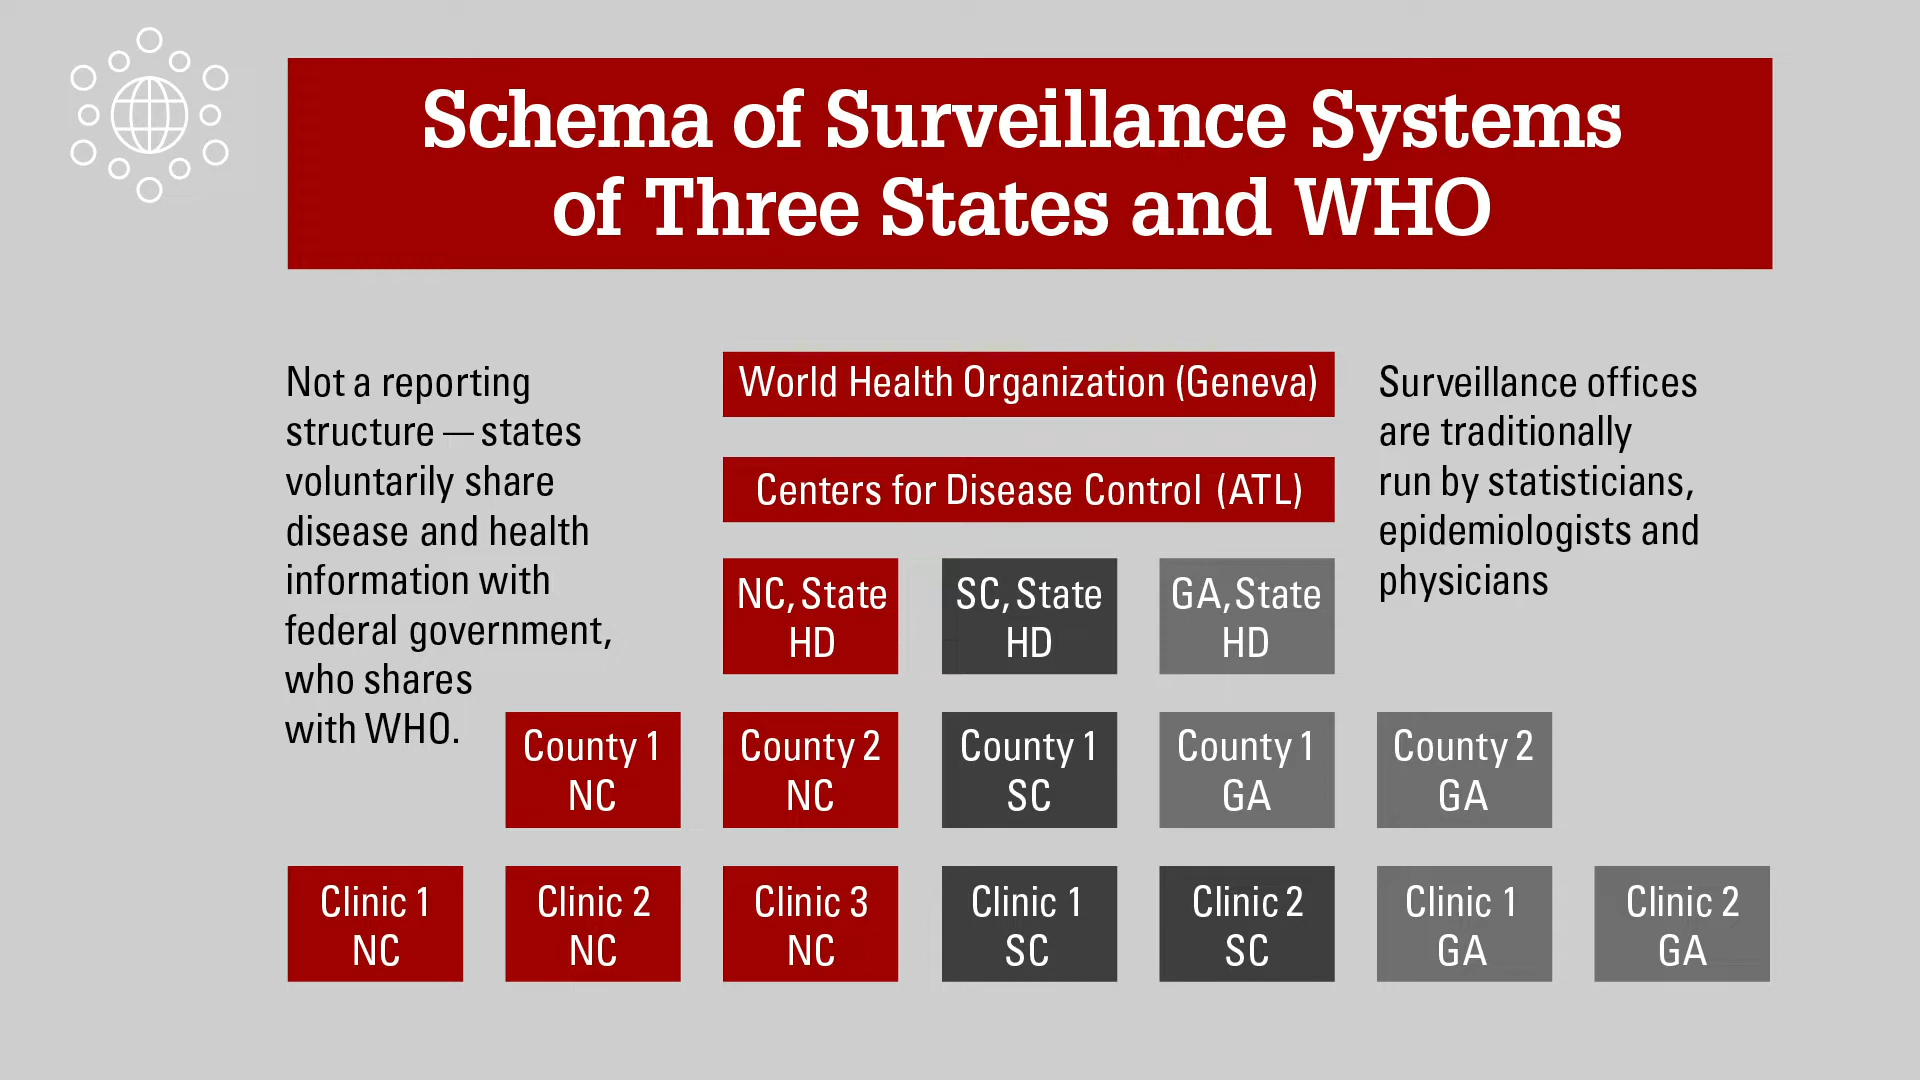 Schema of Surveillance Systems
of Three States and WHO
Not a reporting
structure — states
voluntarily share
disease and health
information with
federal government,
who shares
with WHO.
World Health Organization (Geneva)
Centers for Disease Control (ATL)
Surveillance offices
are traditionally
run by statisticians,
epidemiologists and
physicians
NC, State
HD
SC, State
HD
GA, State
HD
County 1
NC
County 2
NC
County 1
SC
County 1
GA
County 2
GA
Clinic 1
NC
Clinic 2
NC
Clinic 3
NC
Clinic 1
SC
Clinic 2
SC
Clinic 1
GA
Clinic 2
GA